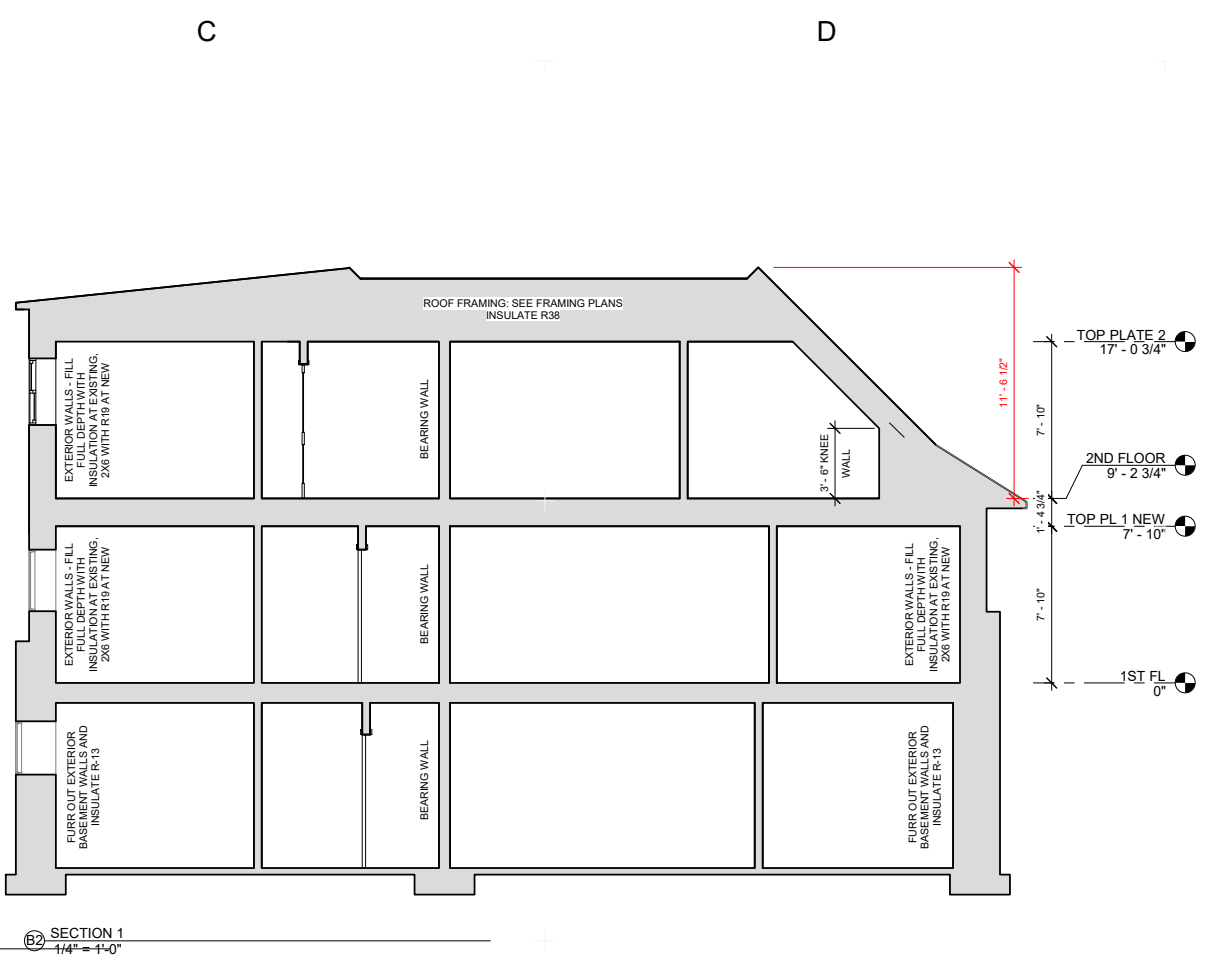 C
D
ROOF FRAMING: SEE FRAMING PLANS
INSULATE R38
TOP PLATE 2
17' - 0 3/4"
11' - 6 1/2"
7' - 10"
EXTERIOR WALLS - FILL
FULL DEPTH WITH
INSULATION AT EXISTING,
2X6 WITH R19 AT NEW
BEARING WALL
3' - 6" KNEE
WALL
2ND FLOOR
9' - 2 3/4"
1' - 4 3/4"
TOP PL 1 NEW
7' - 10"
EXTERIOR WALLS - FILL
FULL DEPTH WITH
INSULATION AT EXISTING,
2X6 WITH R19 AT NEW
BEARING WALL
EXTERIOR WALLS - FILL
FULL DEPTH WITH
INSULATION AT EXISTING,
2X6 WITH R19 AT NEW
7' - 10"
1ST FL
0"
FURR OUT EXTERIOR
BASEMENT WALLS AND
INSULATE R-13
BEARING WALL
FURR OUT EXTERIOR
BASEMENT WALLS AND
INSULATE R-13
B2
SECTION 1
1/4" = 1'-0"